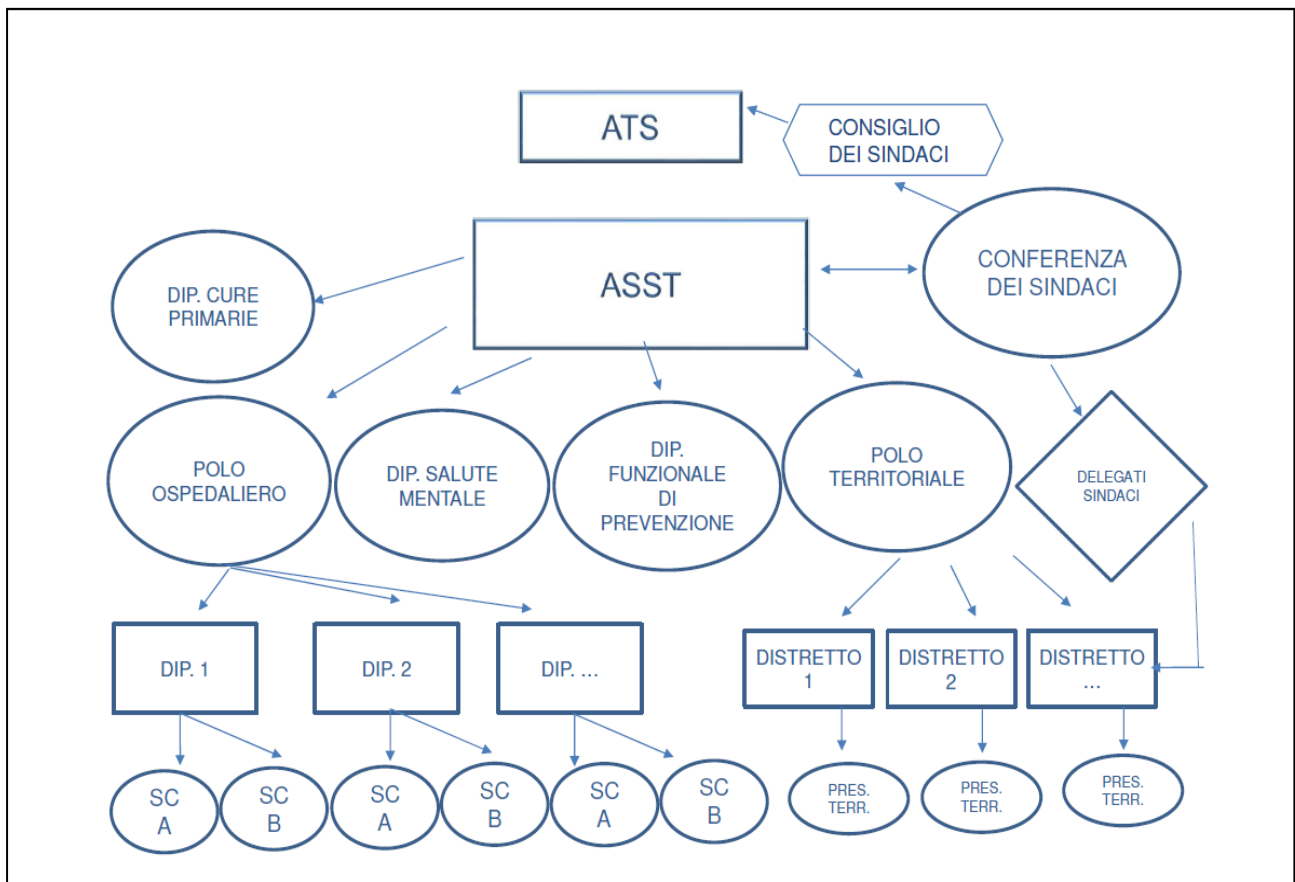 ATS
CONSIGLIO
DEI SINDACI
ASST
CONFERENZA
DEI SINDACI
DIP. CURE
PRIMARIE
POLO
OSPEDALIERO
DIP. SALUTE
MENTALE
DIP.
FUNZIONALE
DI
PREVENZIONE
POLO
TERRITORIALE
DELEGATI
SINDACI
DIP. 1
DIP. 2
DIP. ...
DISTRETTO
1
DISTRETTO
2
DISTRETTO
...
SC
A
SC
B
SC
A
SC
B
SC
A
SC
B
PRES.
TERR.
PRES.
TERR.
PRES.
TERR.